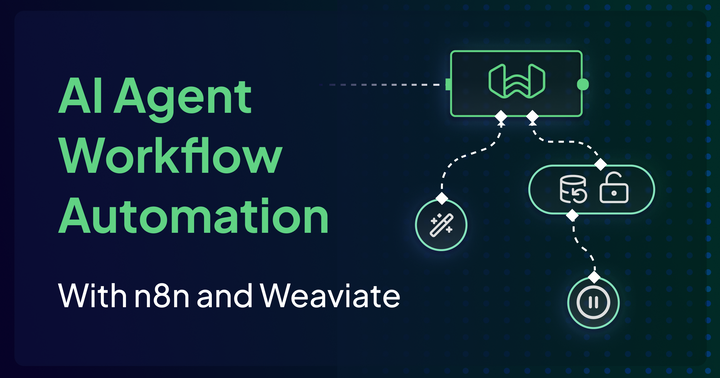 AI Agent
Workflow
Automation
With n8n and Weaviate